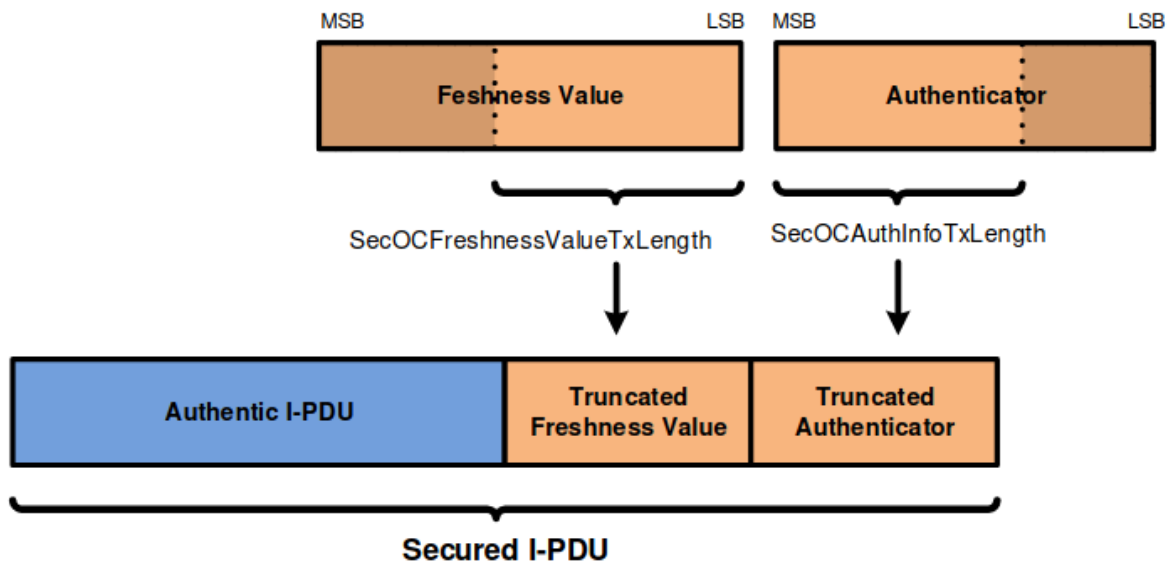 MSB LSB MSB LSB
Feshness Value Authenticator
SecOCFreshnessValueTxLength SecOCAuthInfoTxLength
Authentic I-PDU
Truncated
Freshness Value
Truncated
Authenticator
Secured I-PDU